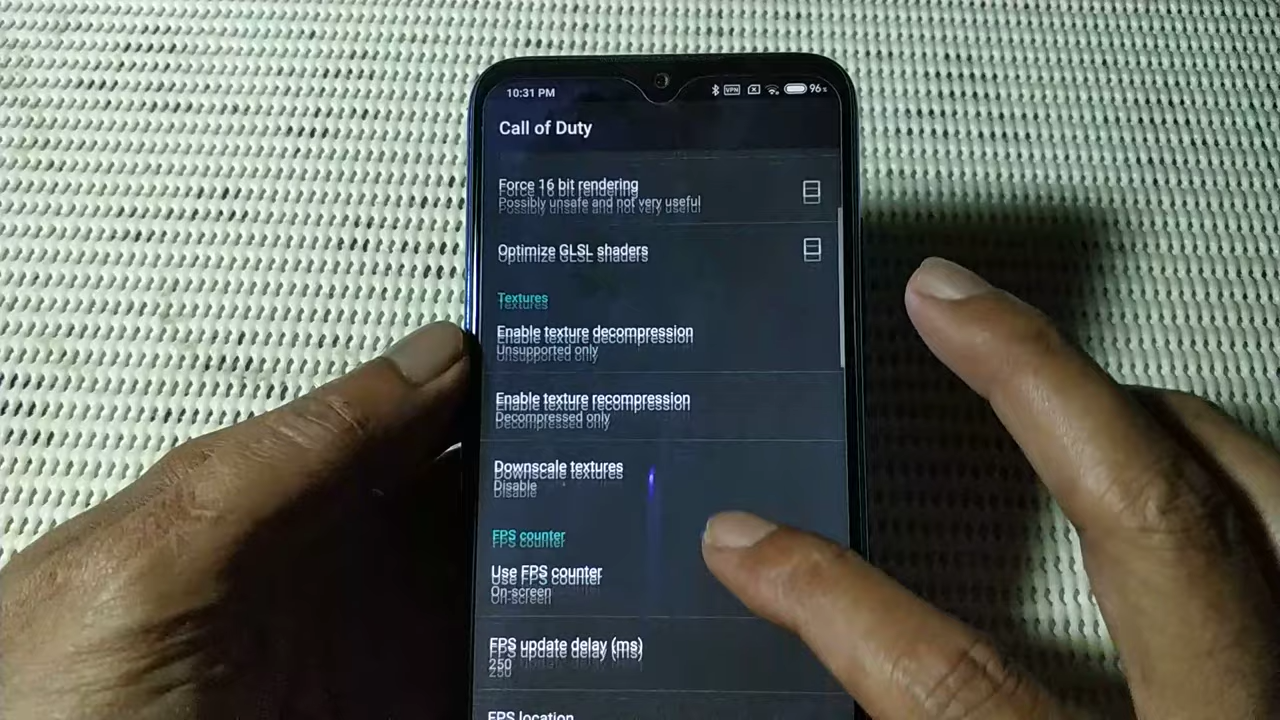 10:31 PM VPN 96%
Call of Duty
Force 16 bit rendering
Possibly unsafe and not very useful
Optimize GLSL shaders
Textures
Enable texture decompression
Unsupported only
Enable texture recompression
Decompressed only
Downscale textures
Disable
FPS counter
Use FPS counter
On-screen
FPS update delay (ms)
250
FPS location